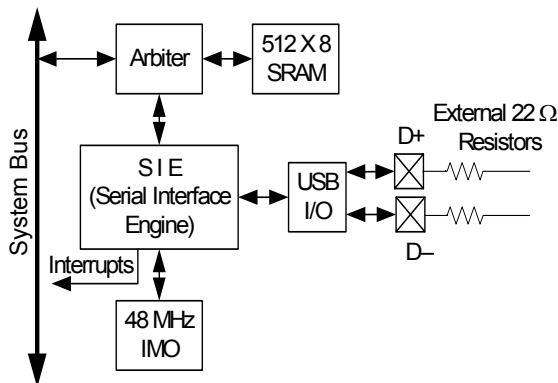 System Bus
Arbiter
512 X 8
SRAM
External 22 Ω
Resistors
D+
S I E
(Serial Interface
Engine)
USB
I/O
D–
Interrupts
48 MHz
IMO